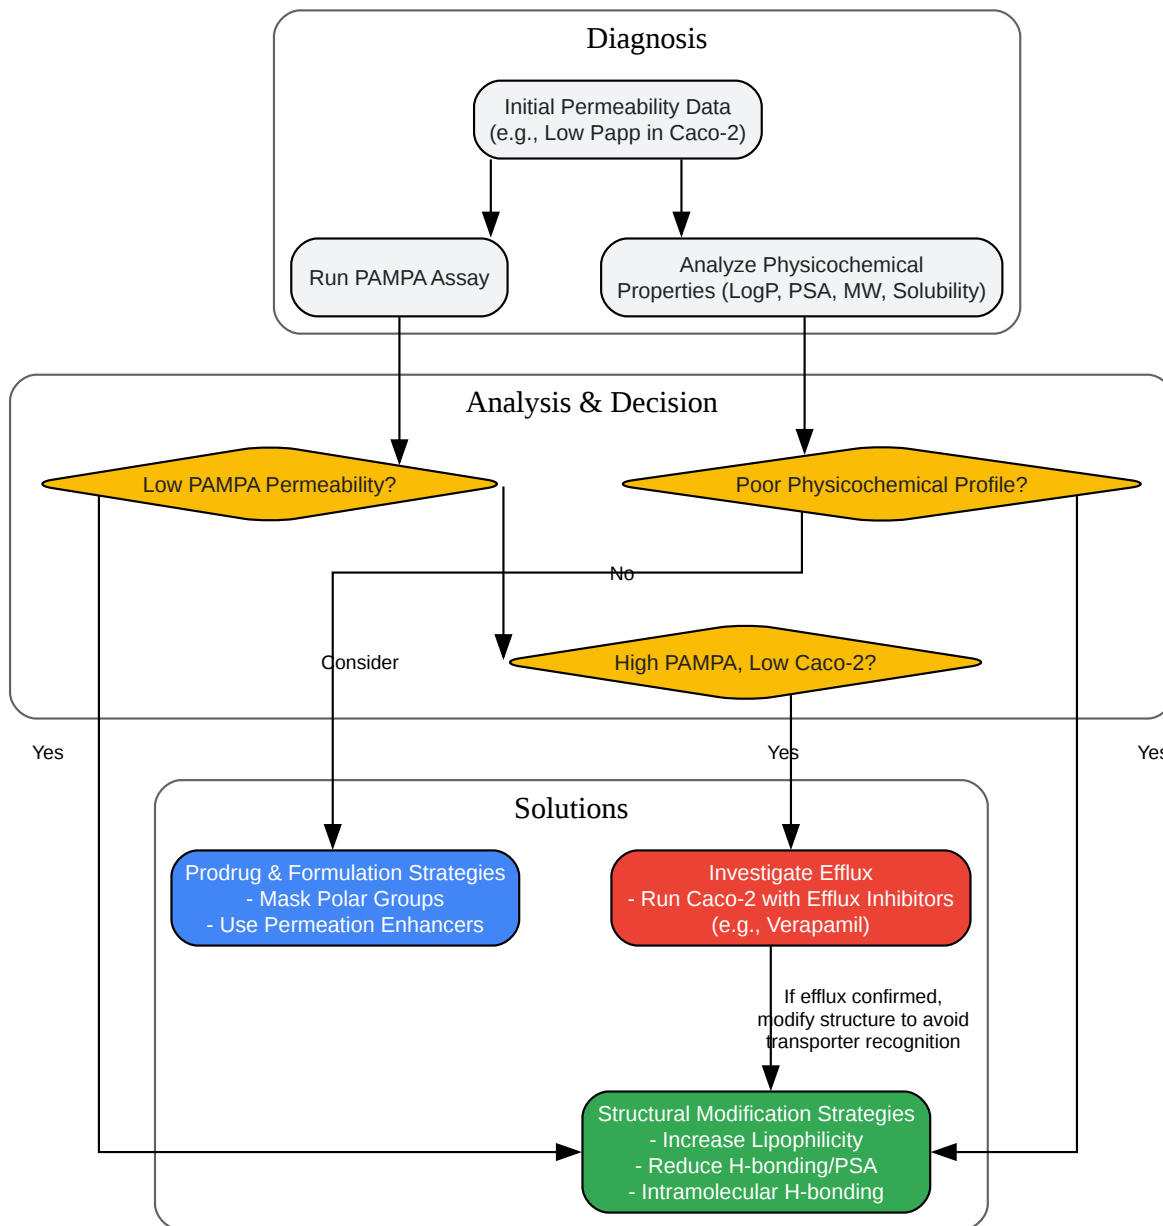 Diagnosis
Initial Permeability Data
(e.g., Low Papp in Caco-2)
Run PAMPA Assay
Analyze Physicochemical
Properties (LogP, PSA, MW, Solubility)
Analysis & Decision
Low PAMPA Permeability?
Poor Physicochemical Profile?
No
Consider
High PAMPA, Low Caco-2?
Yes
Yes
Yes
Solutions
Prodrug & Formulation Strategies
- Mask Polar Groups
- Use Permeation Enhancers
Investigate Efflux
- Run Caco-2 with Efflux Inhibitors
(e.g., Verapamil)
If efflux confirmed,
modify structure to avoid
transporter recognition
Structural Modification Strategies
- Increase Lipophilicity
- Reduce H-bonding/PSA
- Intramolecular H-bonding